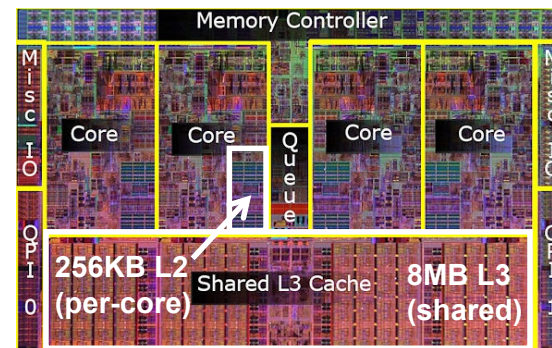 Memory Controller
Misc IO
Core
Core
Queue
Core
Core
QPI 0
256KB L2
(per-core)
Shared L3 Cache
8MB L3
(shared)